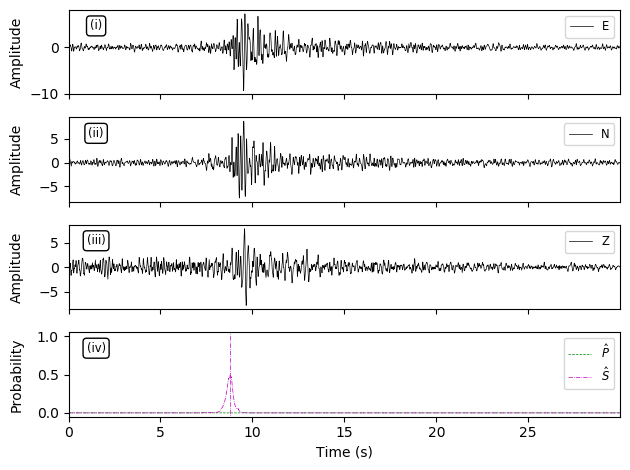 (i)
E
Amplitude
0
−10
(ii)
N
Amplitude
5
0
−5
(iii)
Z
Amplitude
5
0
−5
(iv)
P̂
Ŝ
Probability
1.0
0.5
0.0
0 5 10 15 20 25
Time (s)